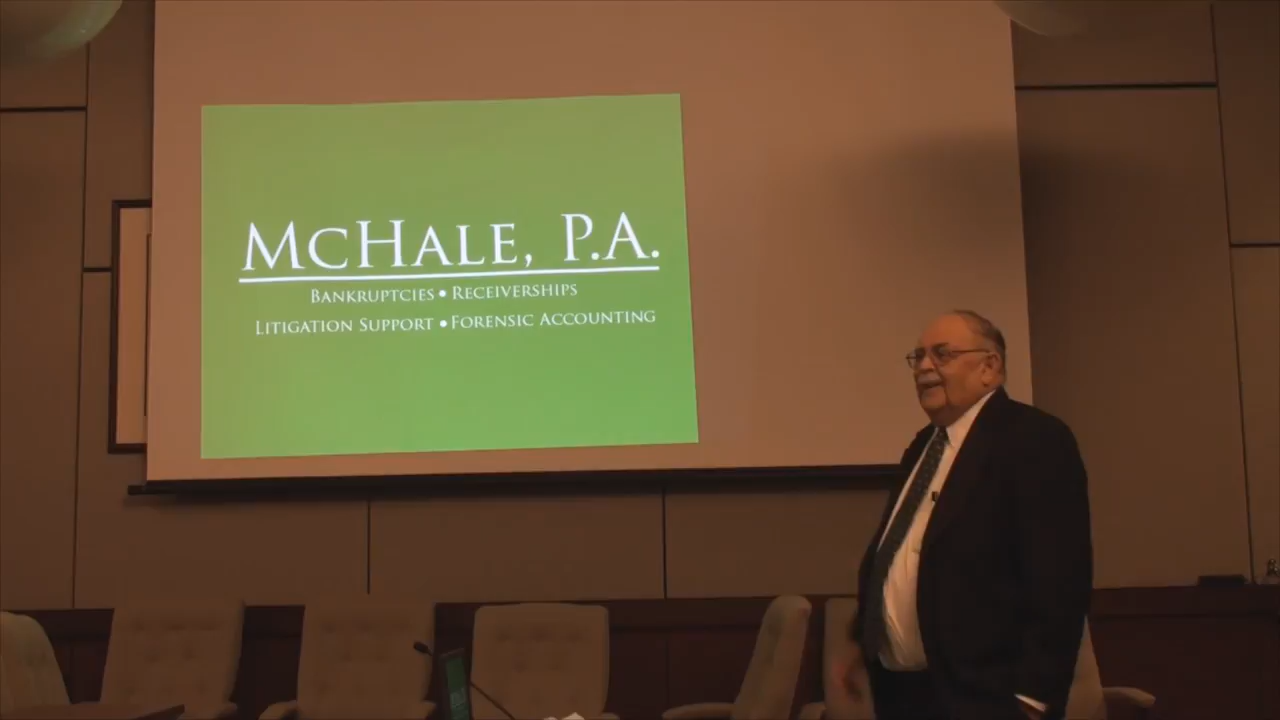 McHale, P.A.
Bankruptcies • Receiverships
Litigation Support • Forensic Accounting